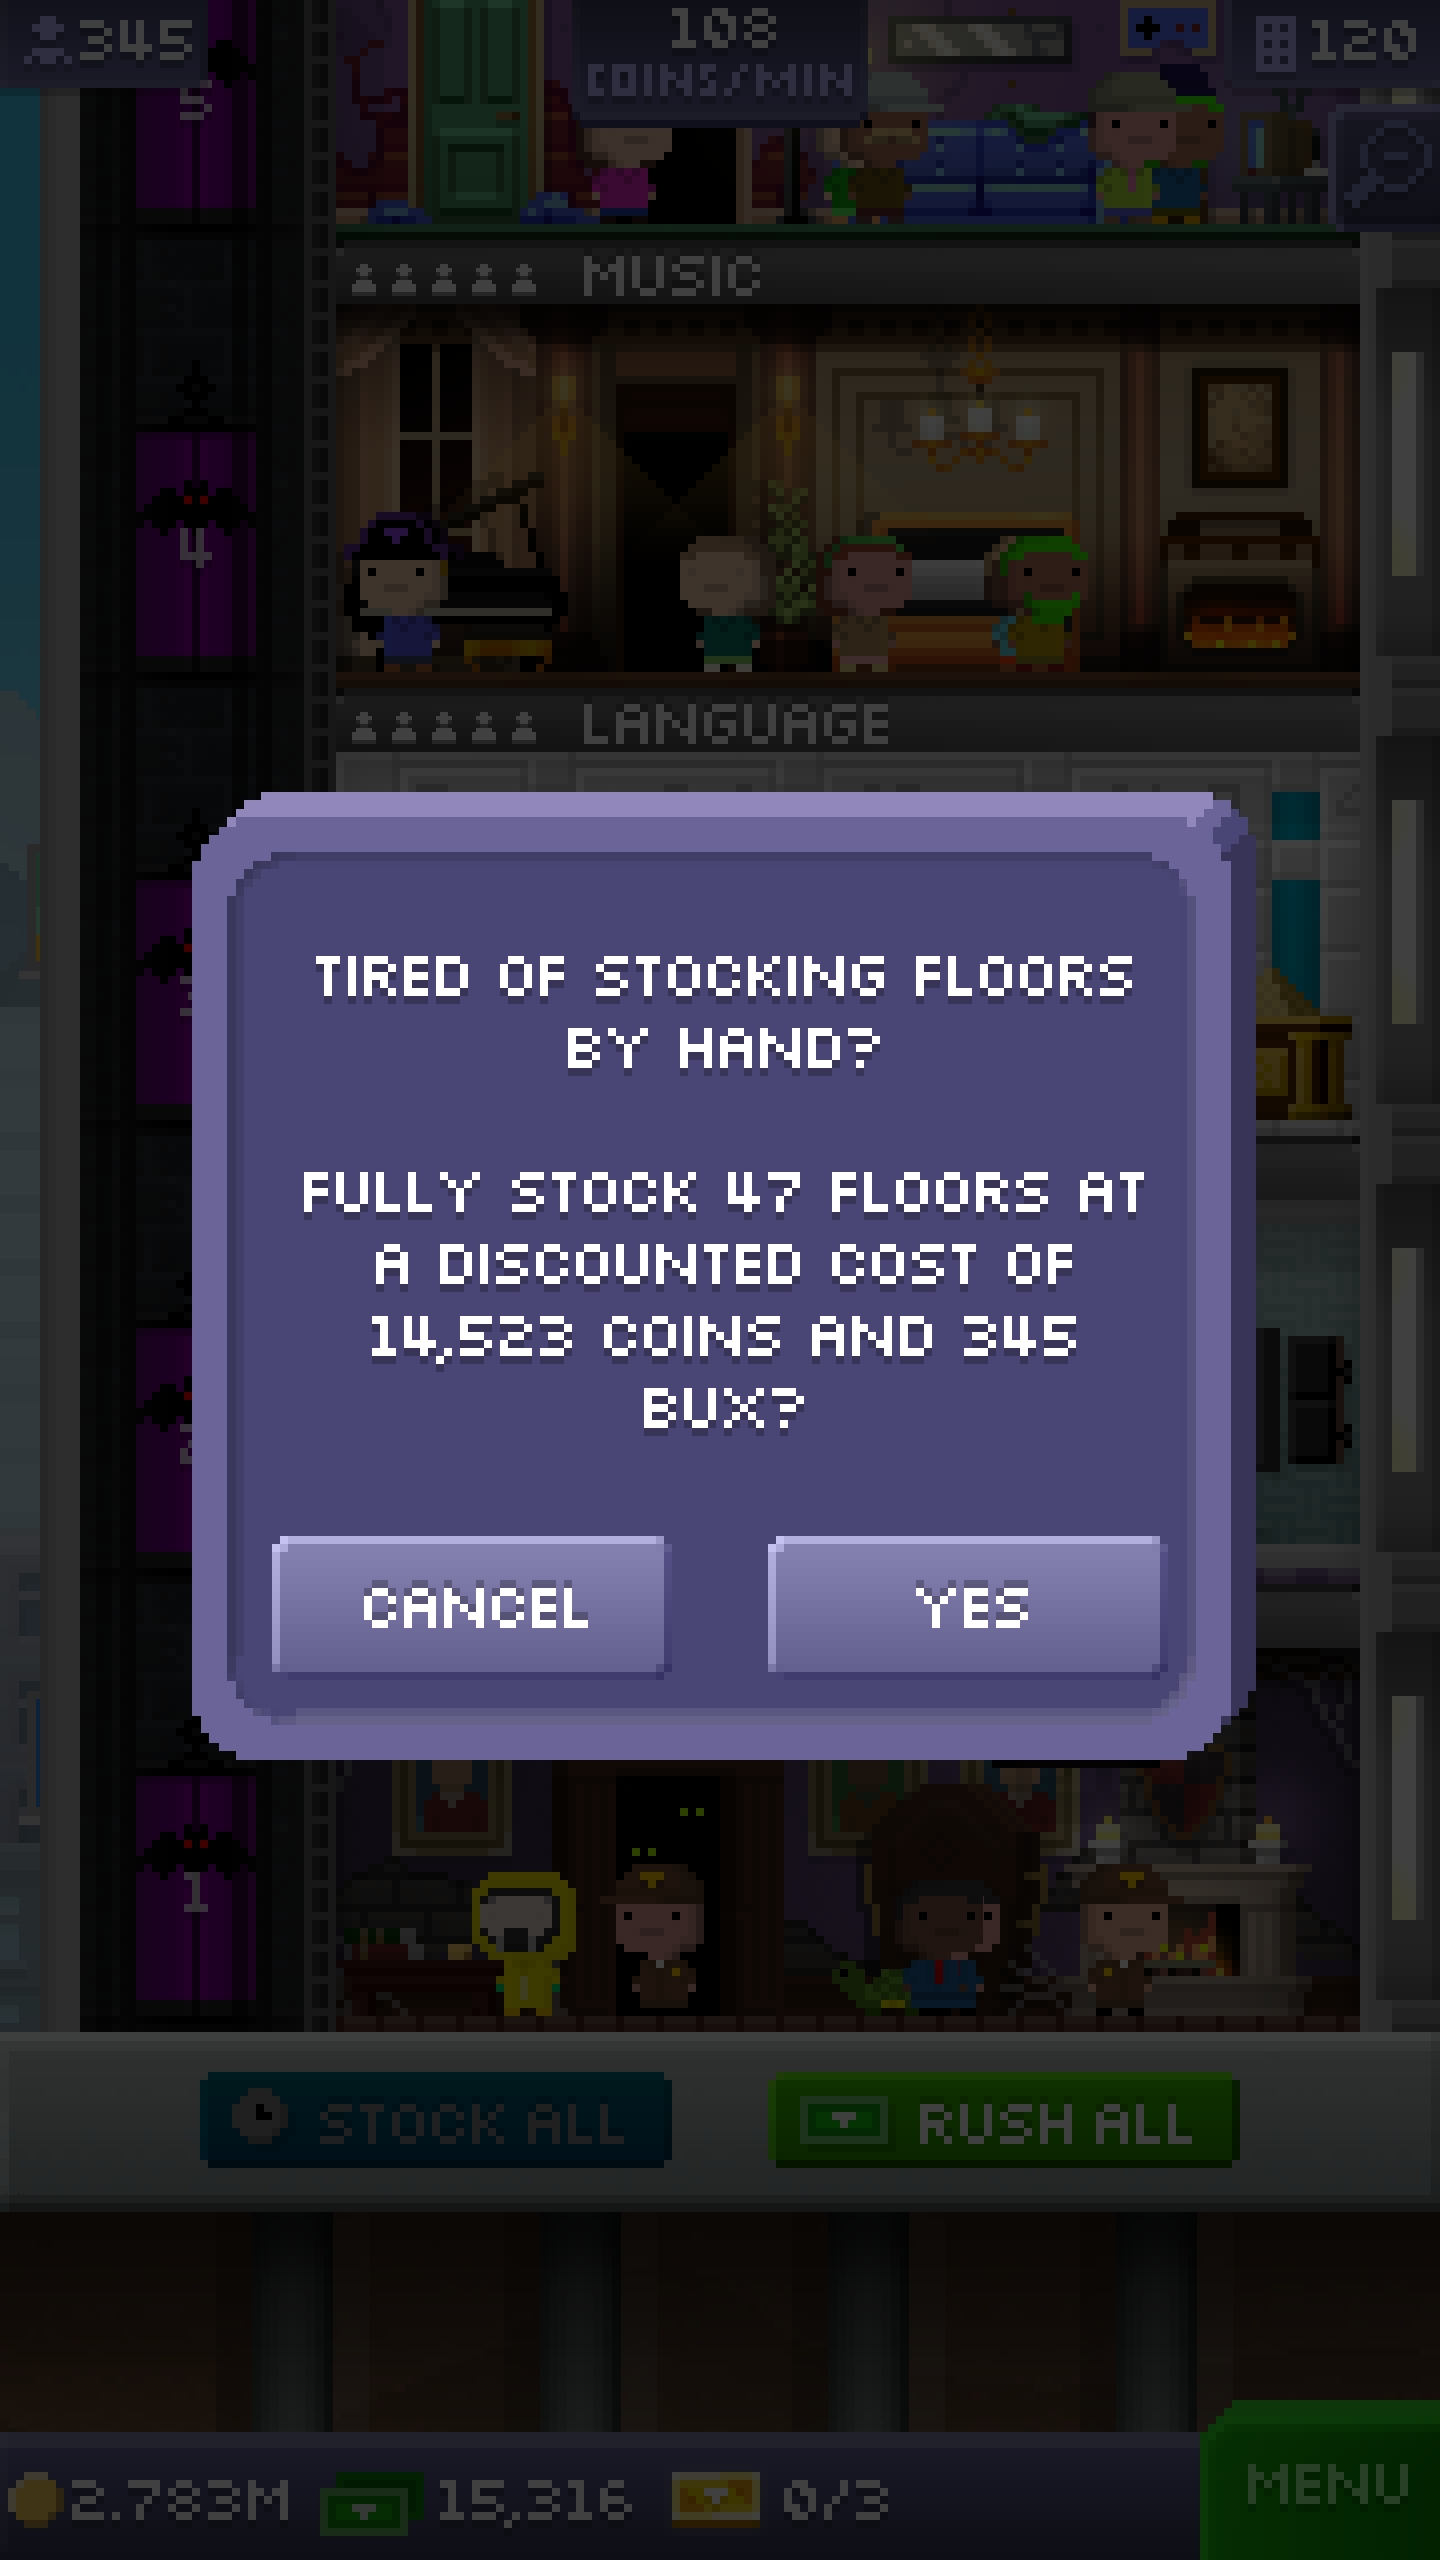 345
108
COINS/MIN
120
5
MUSIC
4
LANGUAGE
TIRED OF STOCKING FLOORS
BY HAND?
FULLY STOCK 47 FLOORS AT
A DISCOUNTED COST OF
14,523 COINS AND 345
BUX?
CANCEL
YES
1
STOCK ALL
RUSH ALL
2.783M
15,316
0/3
MENU